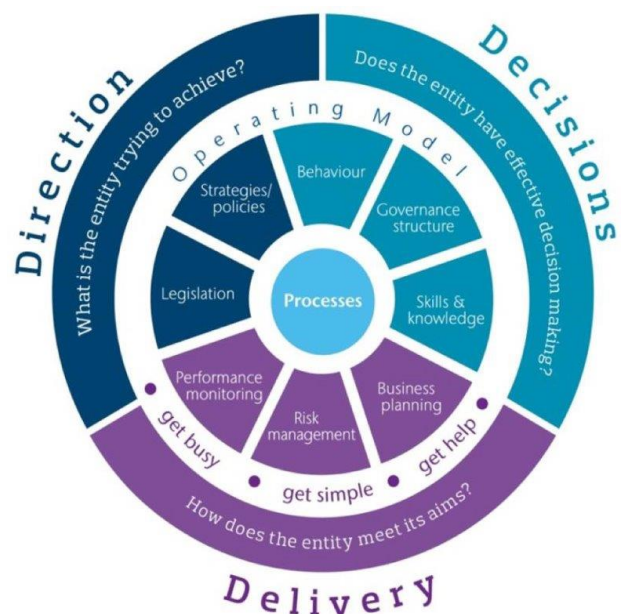 Direction
Decisions
What is the entity trying to achieve?
Does the entity have effective decision making?
Operating Model
Strategies/
policies
Behaviour
Governance
structure
Legislation
Processes
Skills &
knowledge
Performance
monitoring
Risk
management
Business
planning
get busy
get simple
get help
How does the entity meet its aims?
Delivery